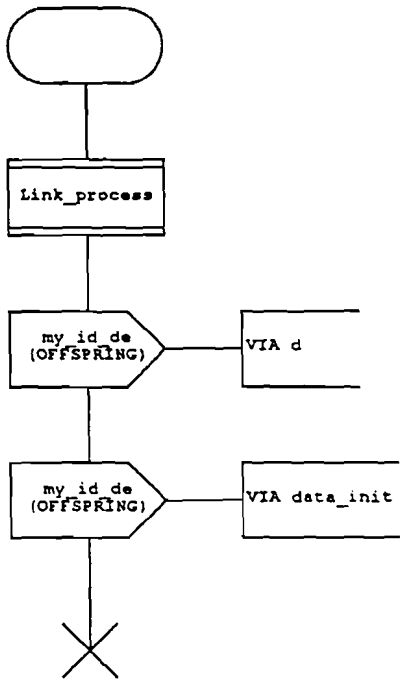 Link_process
my_id_de
(OFFSPRING)
VIA d
my_id_de
(OFFSPRING)
VIA data_init